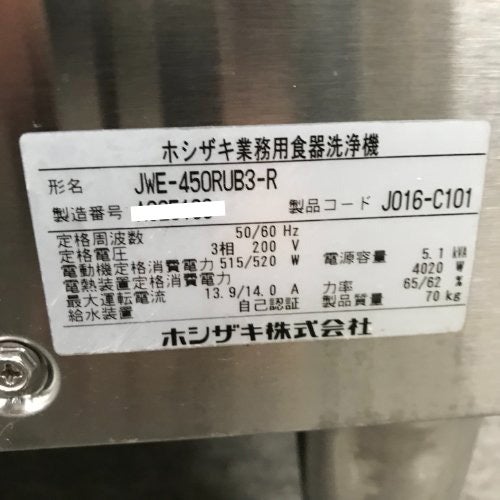 ホシザキ業務用食器洗浄機
形名 JWE-450RUB3-R
製造番号 製品コード J016-C101
定格周波数 50/60 Hz
定格電圧 3相 200 V 電源容量 5.1 kVA
電動機定格消費電力 515/520 W
電熱装置定格消費電力 4020 W
最大運転電流 13.9/14.0 A 力率 65/62 %
給水装置 自己認証 製品質量 70 kg
ホシザキ株式会社